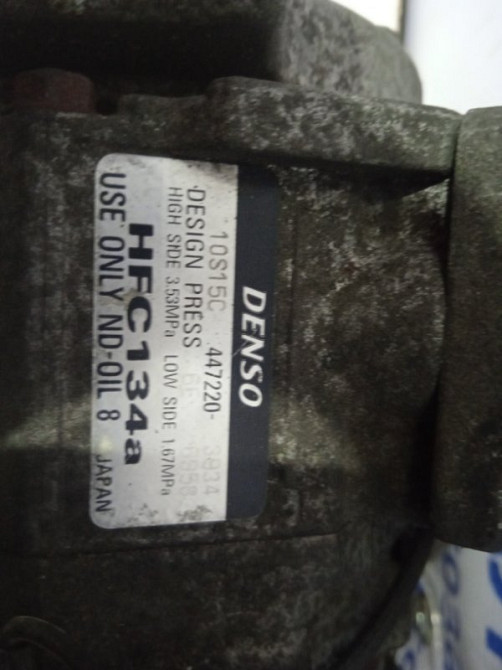 DENSO
10S15C 447220-
DESIGN PRESS
HIGH SIDE 3.53MPa LOW SIDE 1.67MPa
HFC134a
USE ONLY ND-OIL 8 JAPAN